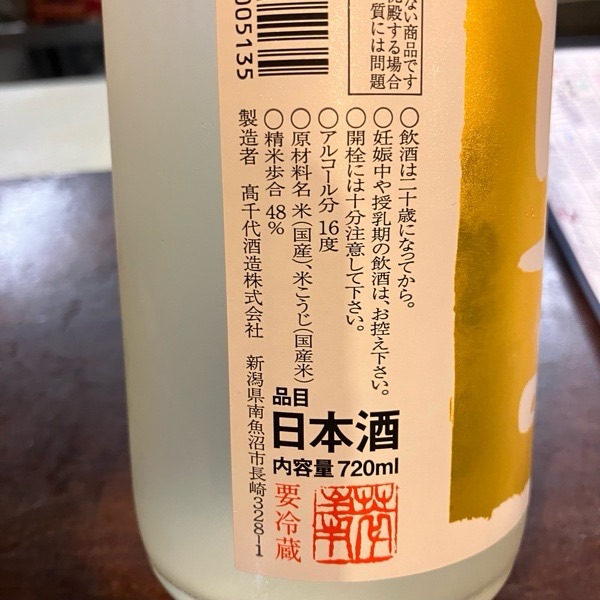 ない商品です
沈殿する場合
質には問題
005135
○飲酒は二十歳になってから。
○妊娠中や授乳期の飲酒は、お控え下さい。
○開栓には十分注意して下さい。
○アルコール分 16度
○原材料名 米(国産)、米こうじ(国産米)
○精米歩合 48%
製造者 髙千代酒造株式会社 新潟県南魚沼市長崎328-1
品目
日本酒
内容量 720ml
要冷蔵